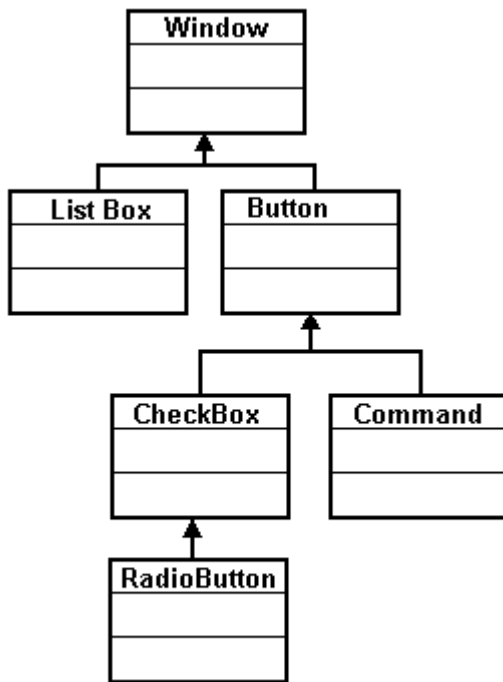 Window
List Box
Button
CheckBox
Command
RadioButton